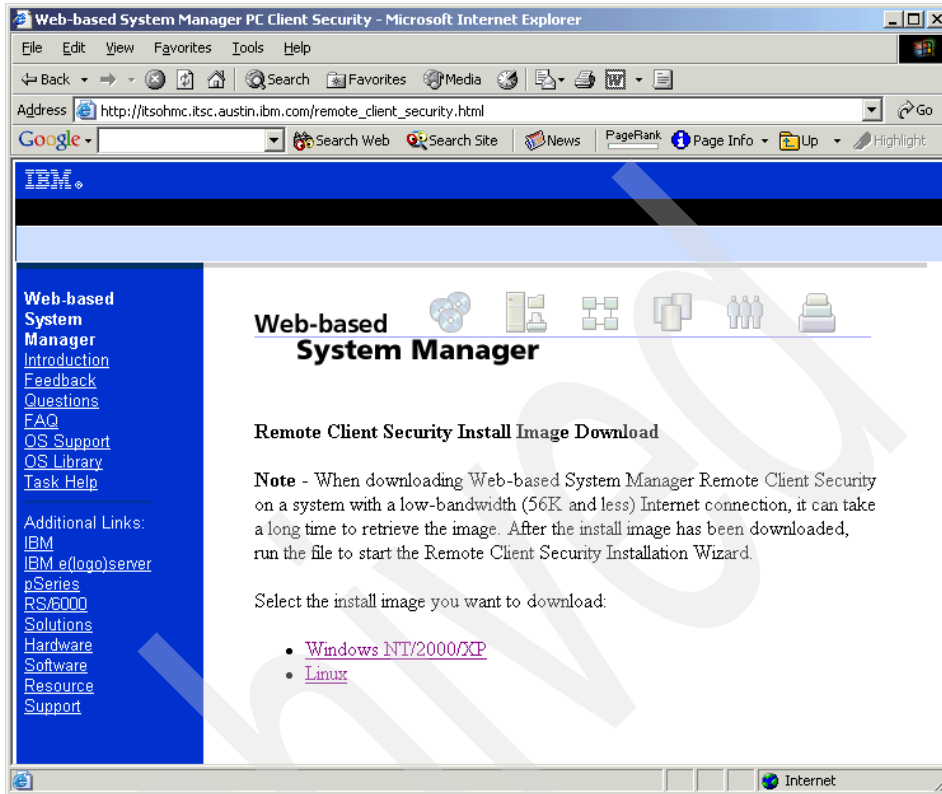 Web-based System Manager PC Client Security - Microsoft Internet Explorer
File Edit View Favorites Tools Help
Back Search Favorites Media
Address http://itsohmc.itsc.austin.ibm.com/remote_client_security.html Go
Google Search Web Search Site News PageRank Page Info Up Highlight
IBM
Web-based
System
Manager
Introduction
Feedback
Questions
FAQ
OS Support
OS Library
Task Help
Additional Links:
IBM
IBM e(logo)server
pSeries
RS/6000
Solutions
Hardware
Software
Resource
Support
Web-based
System Manager
Remote Client Security Install Image Download
Note - When downloading Web-based System Manager Remote Client Security
on a system with a low-bandwidth (56K and less) Internet connection, it can take
a long time to retrieve the image. After the install image has been downloaded,
run the file to start the Remote Client Security Installation Wizard.
Select the install image you want to download:
• Windows NT/2000/XP
• Linux
hived
Internet